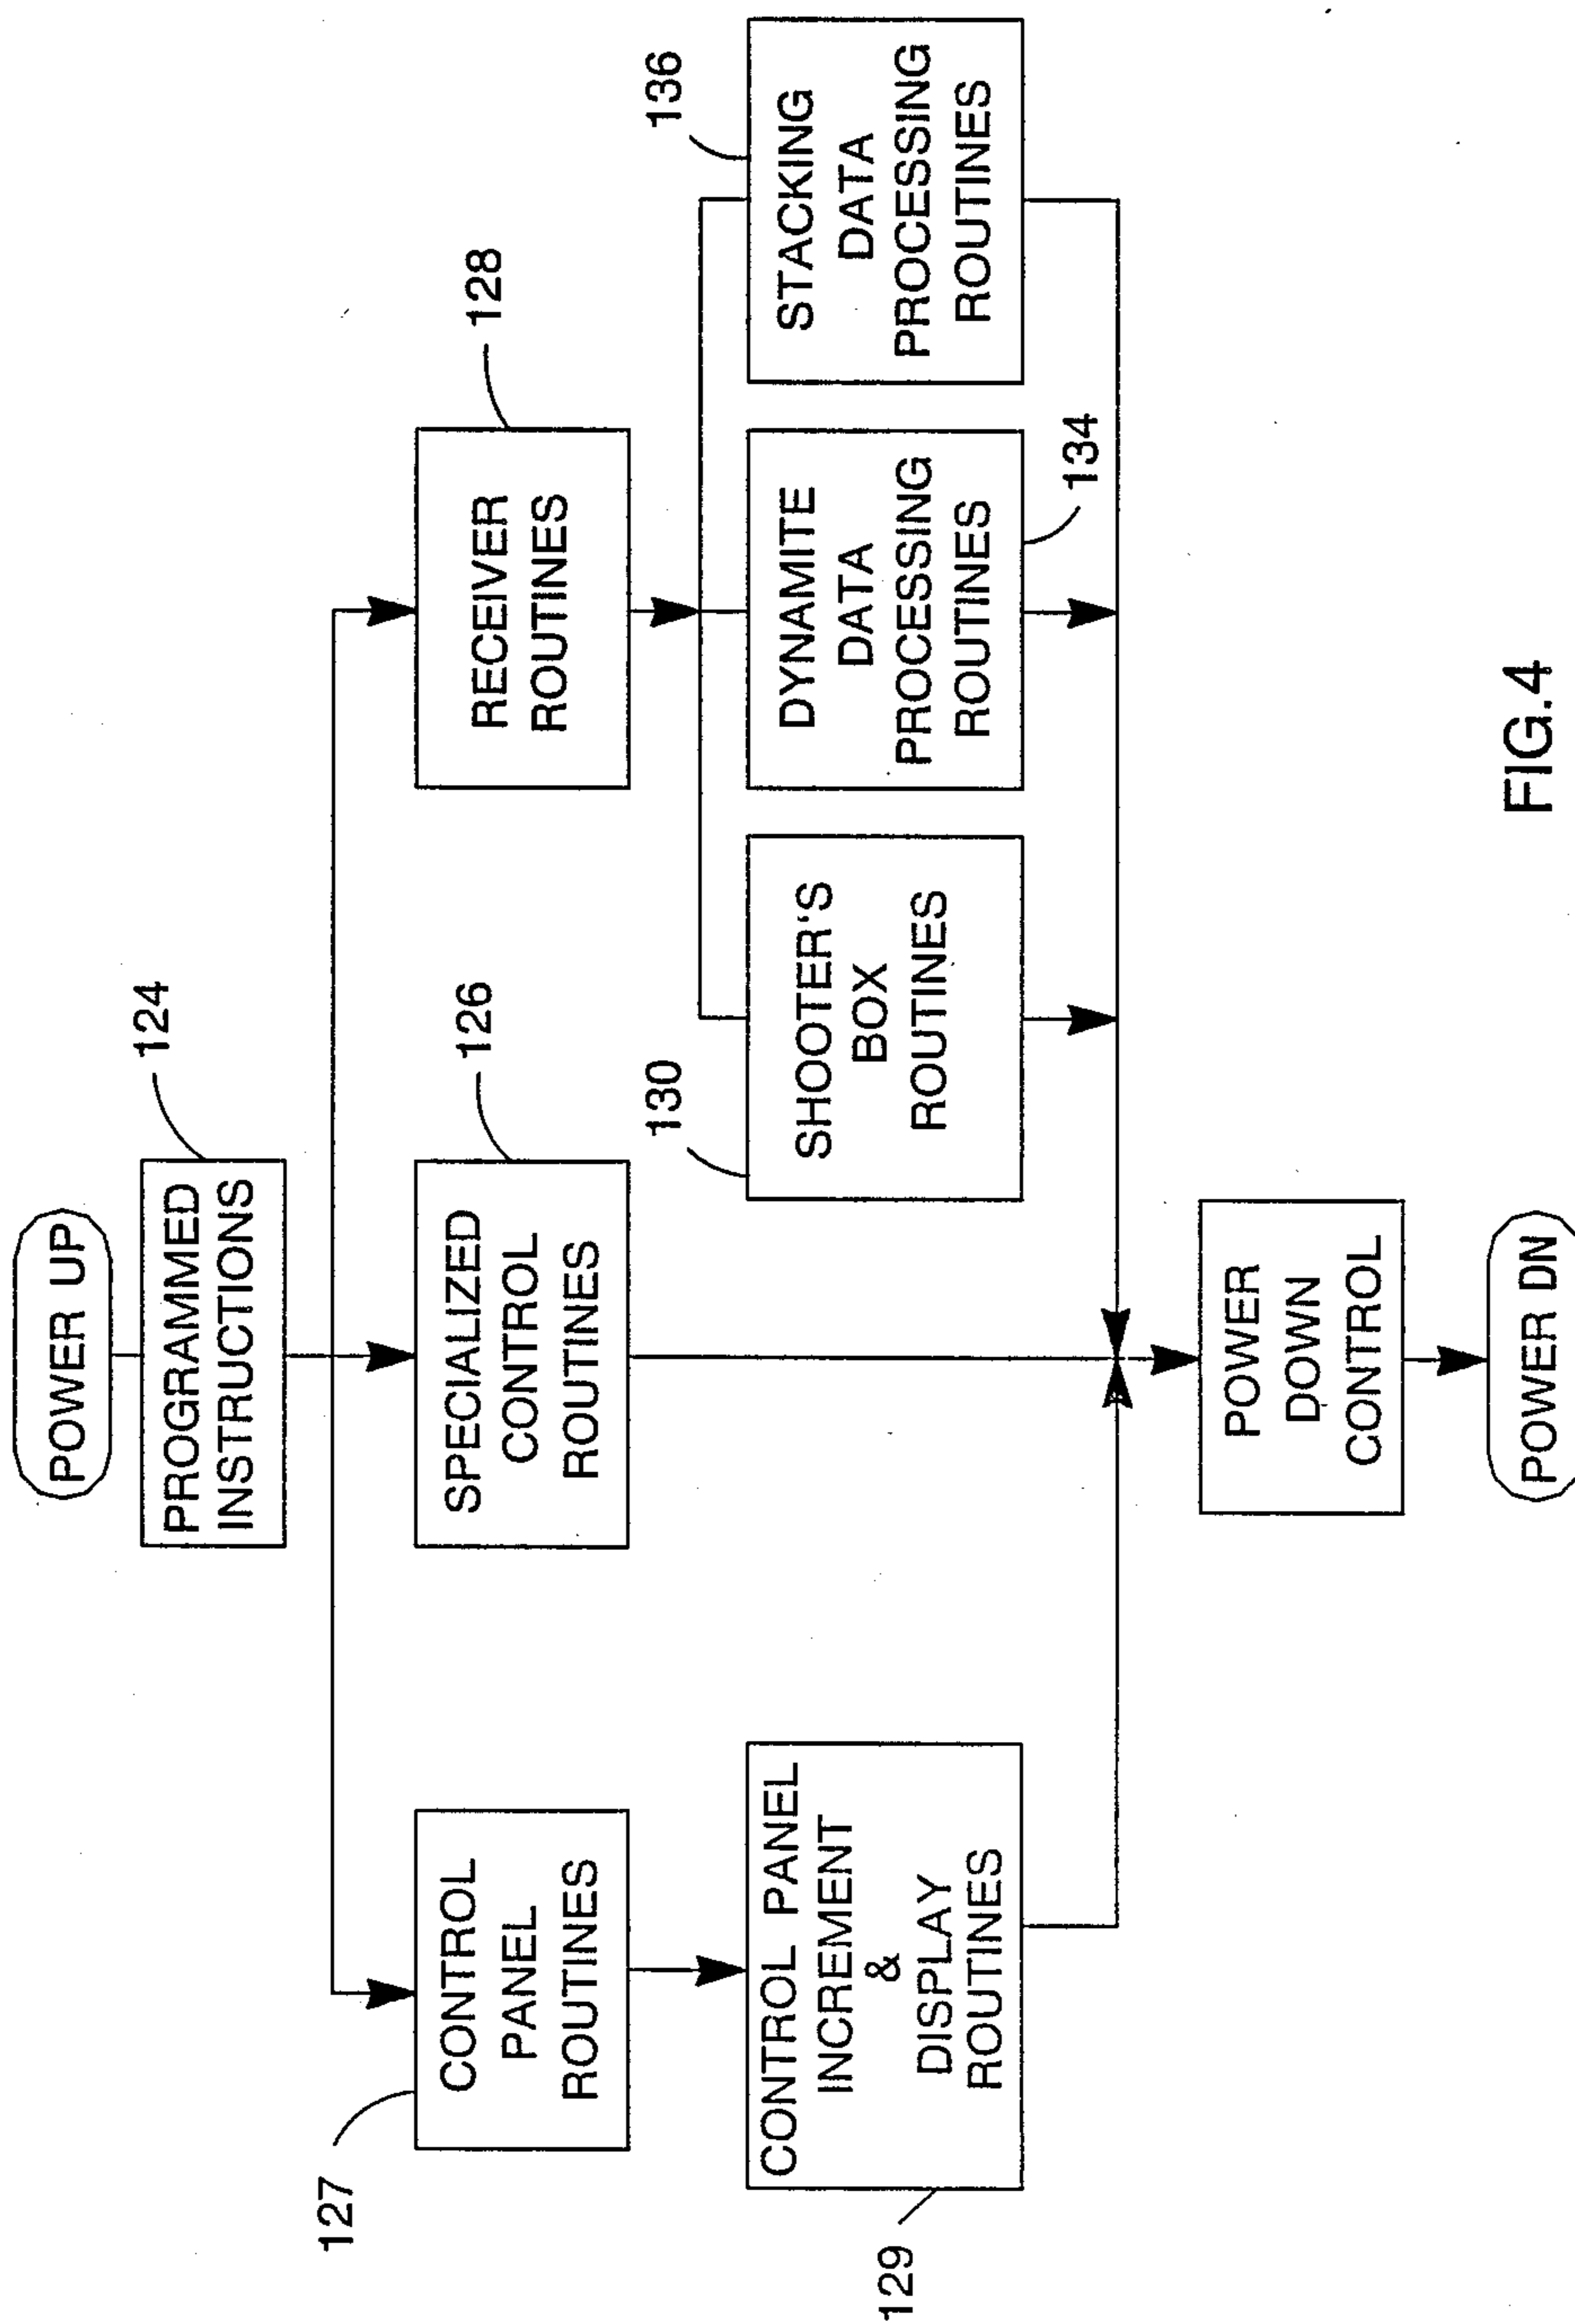 POWER UP
124
PROGRAMMED
INSTRUCTIONS
127
CONTROL
PANEL
ROUTINES
126
SPECIALIZED
CONTROL
ROUTINES
128
RECEIVER
ROUTINES
129
CONTROL PANEL
INCREMENT
&
DISPLAY
ROUTINES
130
SHOOTER'S
BOX
ROUTINES
DYNAMITE
DATA
PROCESSING
ROUTINES
134
136
STACKING
DATA
PROCESSING
ROUTINES
POWER
DOWN
CONTROL
POWER DN
FIG.4